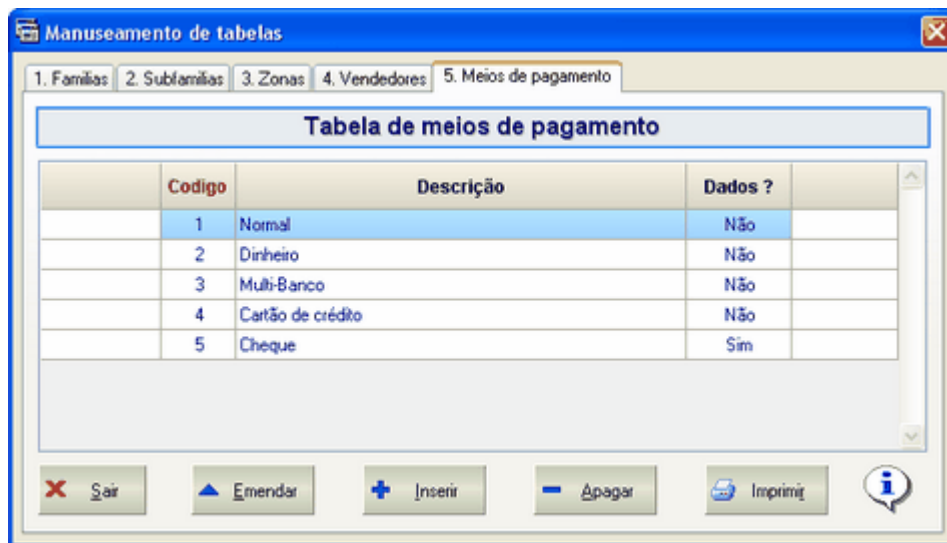 Manuseamento de tabelas
1. Familias 2. Subfamilias 3. Zonas 4. Vendedores 5. Meios de pagamento
Tabela de meios de pagamento
Codigo Descrição Dados ?
1 Normal Não
2 Dinheiro Não
3 Multi-Banco Não
4 Cartão de crédito Não
5 Cheque Sim
Sair Emendar Inserir Apagar Imprimir